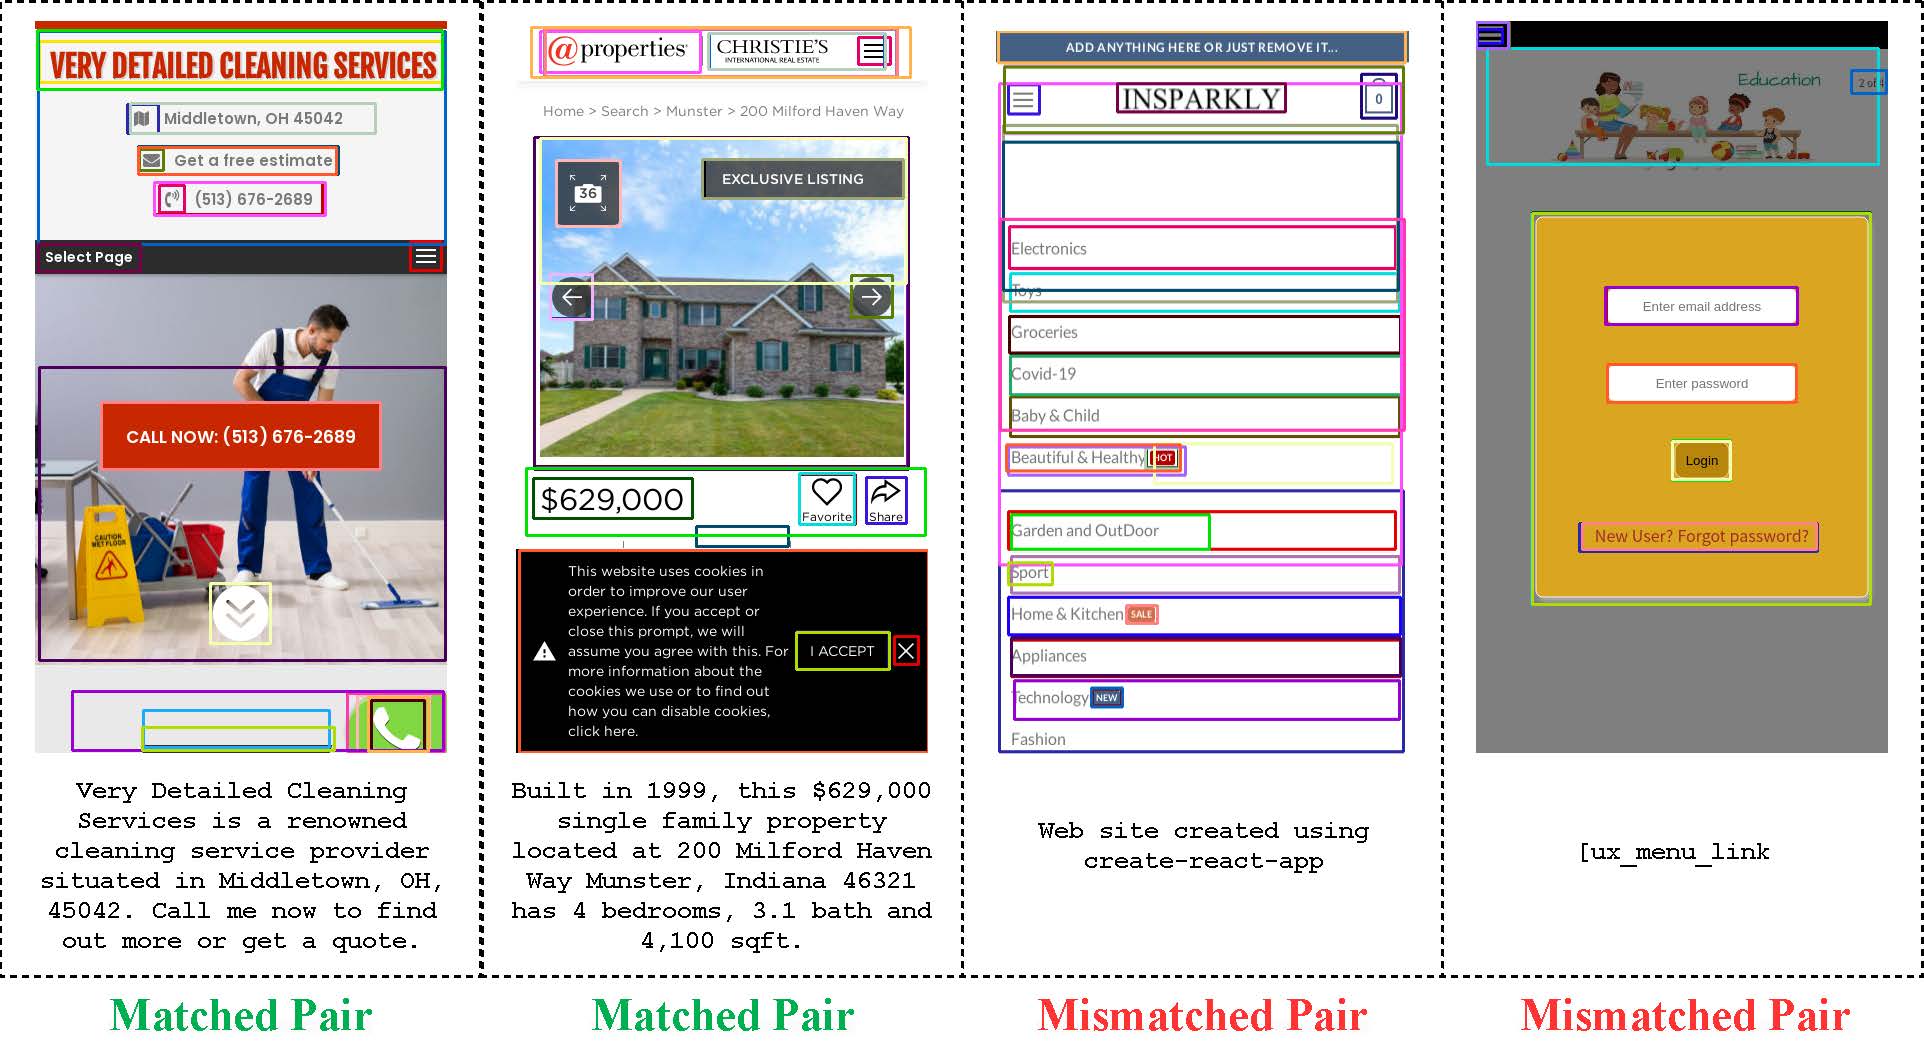 VERY DETAILED CLEANING SERVICES
Middletown, OH 45042
Get a free estimate
(513) 676-2689
Select Page
CALL NOW: (513) 676-2689
CAUTION
WET FLOOR
Very Detailed Cleaning
Services is a renowned
cleaning service provider
situated in Middletown, OH,
45042. Call me now to find
out more or get a quote.
Matched Pair
@properties
CHRISTIE'S
INTERNATIONAL REAL ESTATE
Home > Search > Munster > 200 Milford Haven Way
36
EXCLUSIVE LISTING
$629,000
Favorite
Share
This website uses cookies in
order to improve our user
experience. If you accept or
close this prompt, we will
assume you agree with this. For
more information about the
cookies we use or to find out
how you can disable cookies,
click here.
I ACCEPT
Built in 1999, this $629,000
single family property
located at 200 Milford Haven
Way Munster, Indiana 46321
has 4 bedrooms, 3.1 bath and
4,100 sqft.
Matched Pair
ADD ANYTHING HERE OR JUST REMOVE IT...
INSPARKLY
0
Electronics
Toys
Groceries
Covid-19
Baby & Child
Beautiful & Healthy HOT
Garden and OutDoor
Sport
Home & Kitchen SALE
Appliances
Technology NEW
Fashion
Web site created using
create-react-app
Mismatched Pair
Education
2 of 4
Enter email address
Enter password
Login
New User? Forgot password?
[ux_menu_link
Mismatched Pair